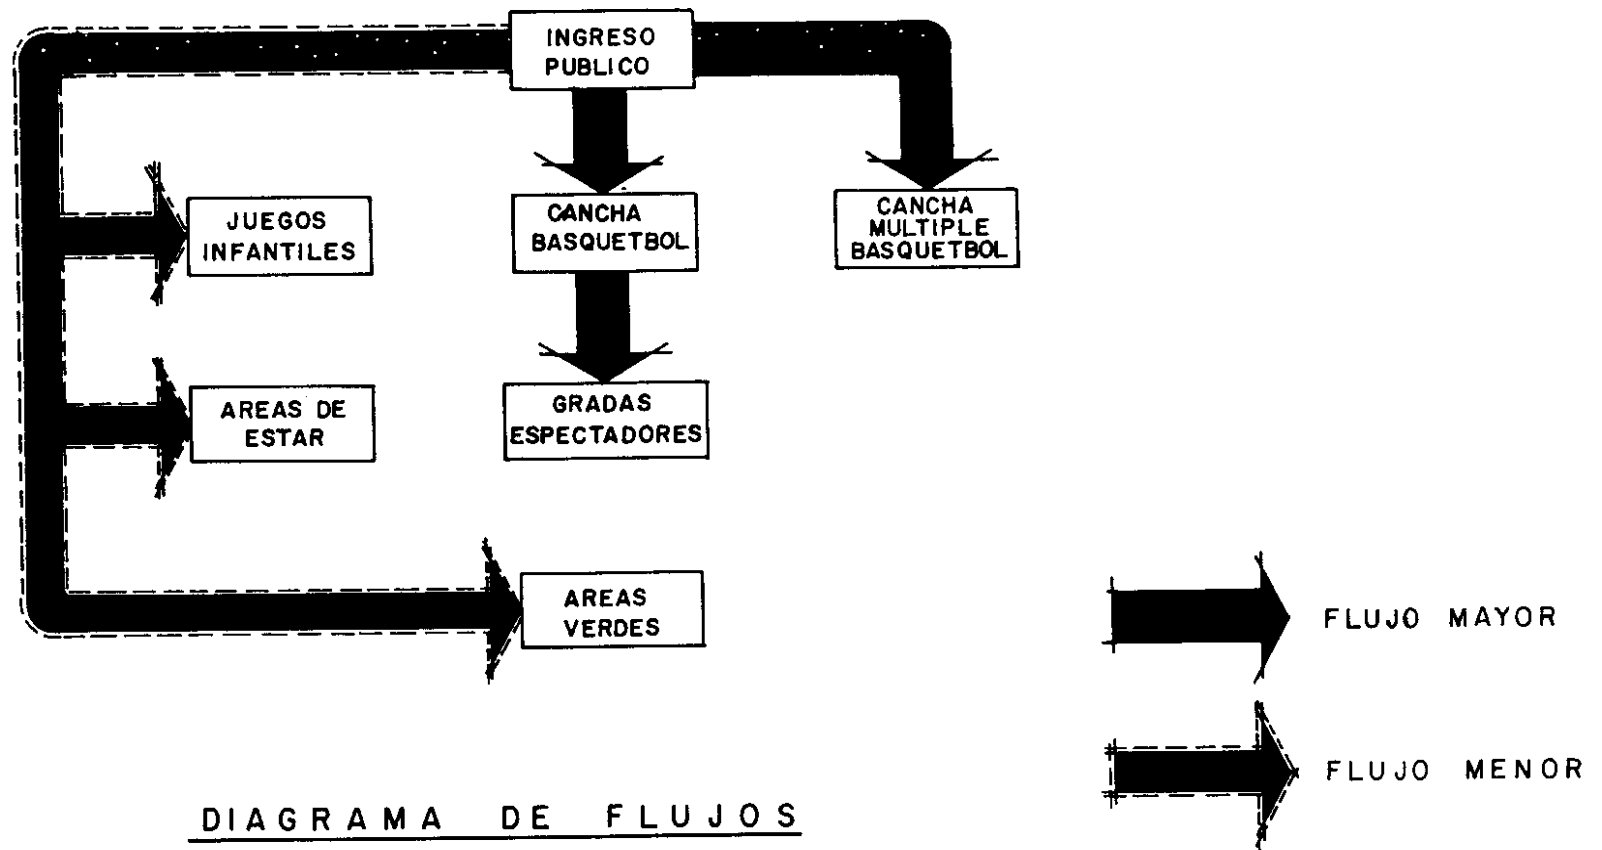 INGRESO
PUBLICO
JUEGOS
INFANTILES
CANCHA
BASQUETBOL
CANCHA
MULTIPLE
BASQUETBOL
AREAS DE
ESTAR
GRADAS
ESPECTADORES
AREAS
VERDES
FLUJO MAYOR
FLUJO MENOR
DIAGRAMA DE FLUJOS